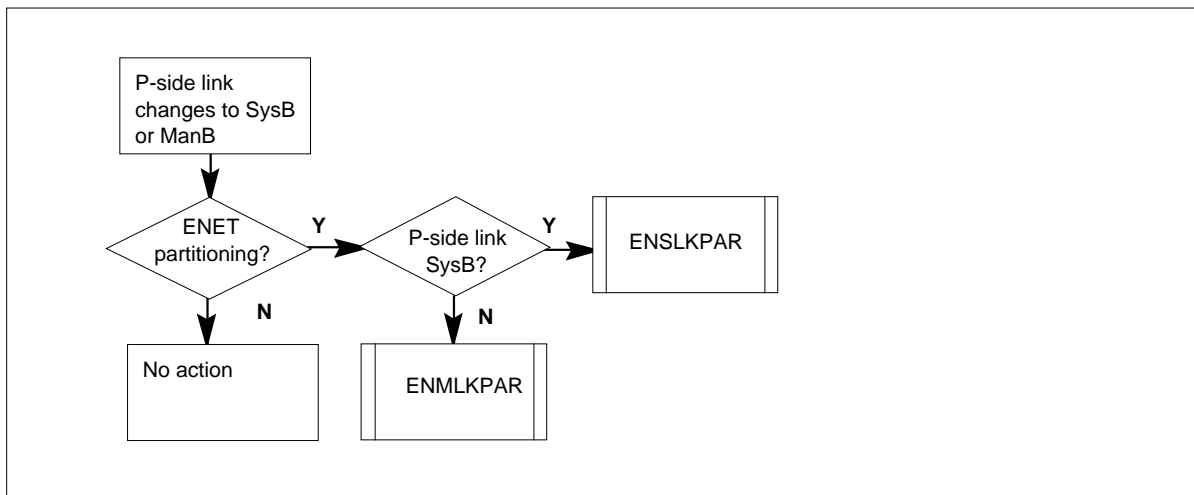 P-side link
changes to SysB
or ManB
ENET
partitioning?
Y
P-side link
SysB?
Y
ENSLKPAR
N
N
No action
ENMLKPAR